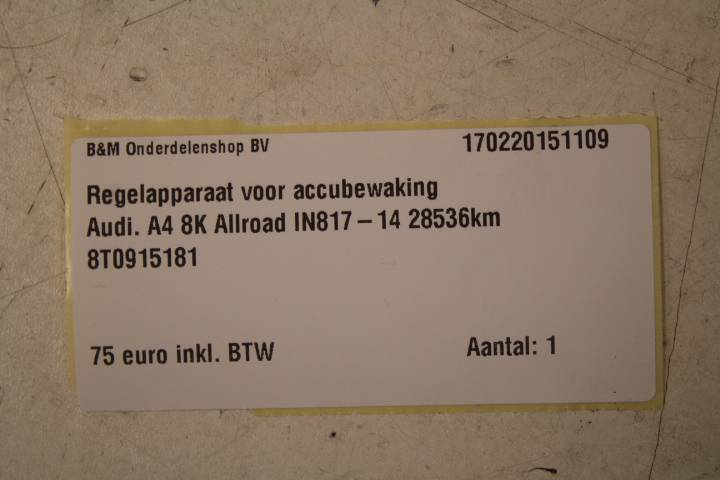 B&M Onderdelenshop BV 170220151109
Regelapparaat voor accubewaking
Audi. A4 8K Allroad IN817 – 14 28536km
8T0915181
75 euro inkl. BTW Aantal: 1